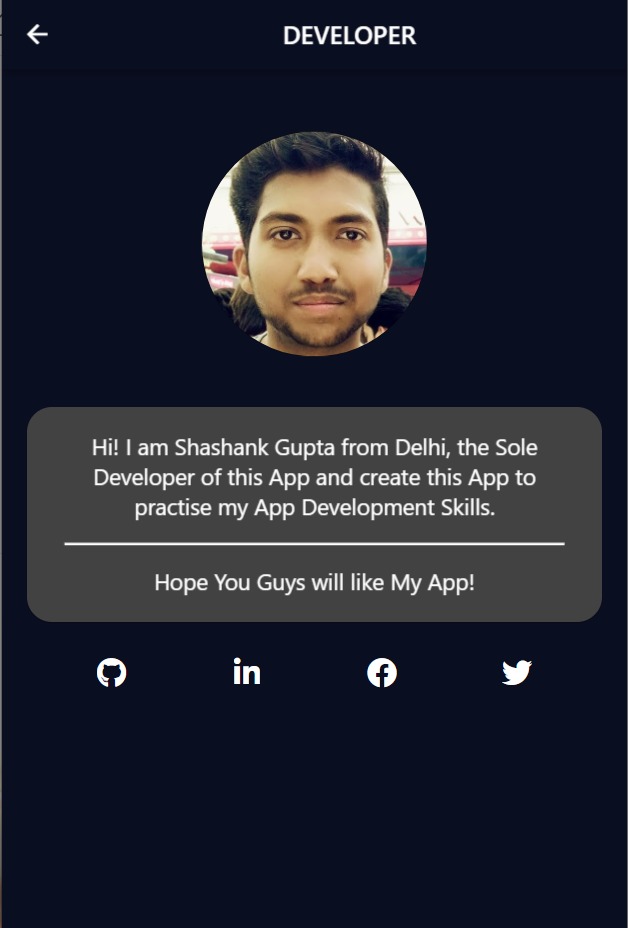 DEVELOPER
Hi! I am Shashank Gupta from Delhi, the Sole
Developer of this App and create this App to
practise my App Development Skills.
Hope You Guys will like My App!
in